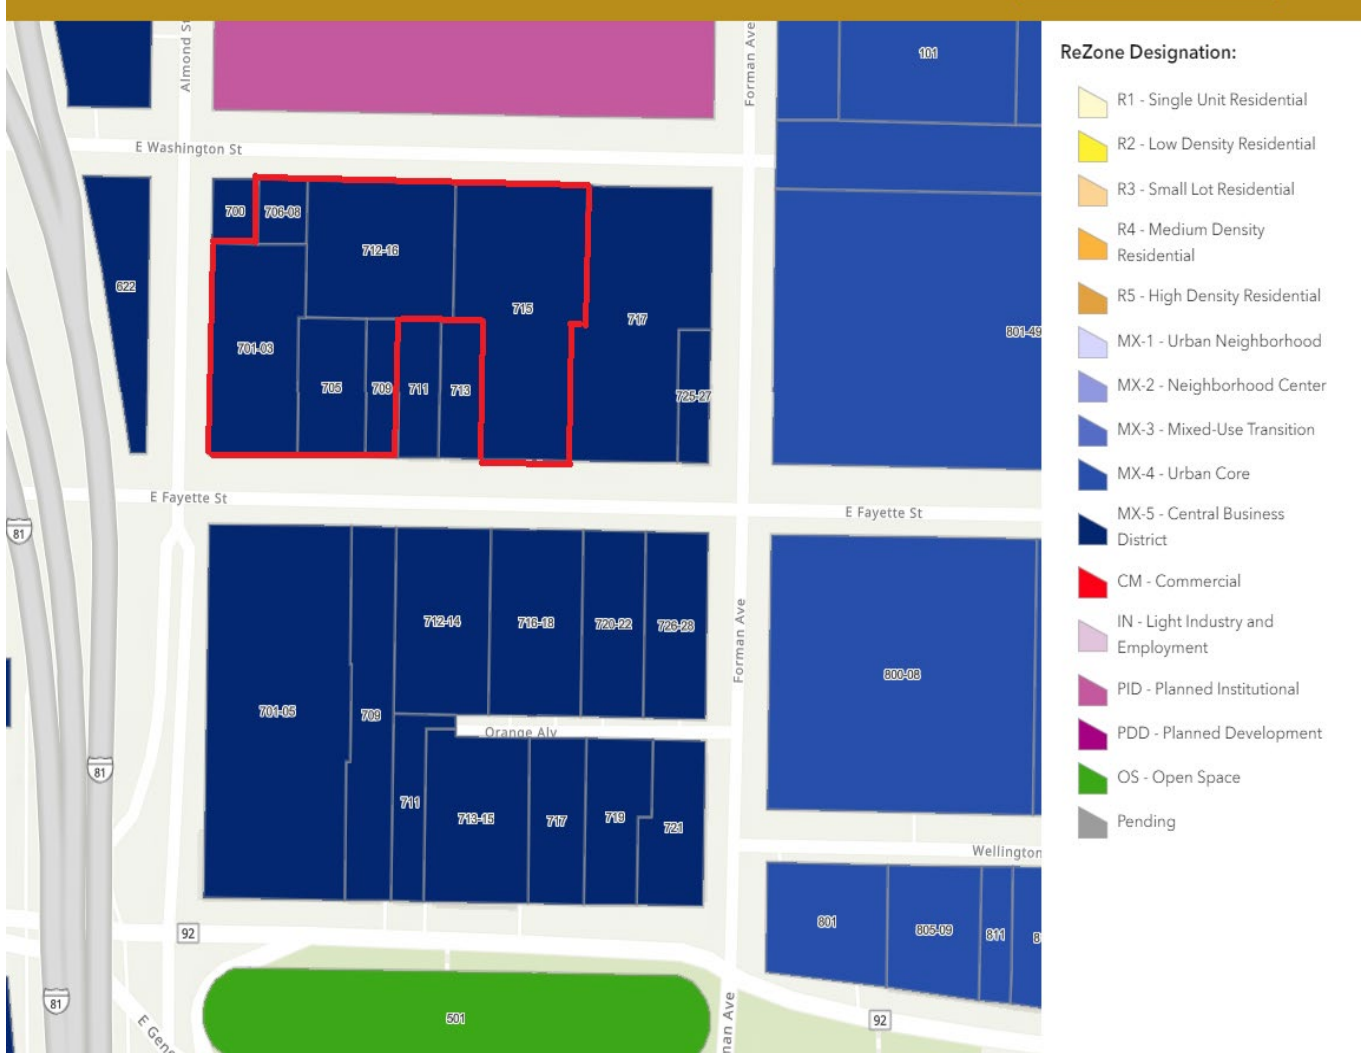 Almond St
Forman Ave
101
E Washington St
700
706-08
712-16
622
715
717
801-49
701-03
705
709
711
713
725-27
E Fayette St
E Fayette St
81
712-14
716-18
720-22
726-28
Forman Ave
800-08
701-05
709
Orange Aly
81
711
713-15
717
719
721
Wellington
92
801
805-09
811
81
501
92
E Gene
nan Ave
ReZone Designation:
R1 - Single Unit Residential
R2 - Low Density Residential
R3 - Small Lot Residential
R4 - Medium Density
Residential
R5 - High Density Residential
MX-1 - Urban Neighborhood
MX-2 - Neighborhood Center
MX-3 - Mixed-Use Transition
MX-4 - Urban Core
MX-5 - Central Business
District
CM - Commercial
IN - Light Industry and
Employment
PID - Planned Institutional
PDD - Planned Development
OS - Open Space
Pending